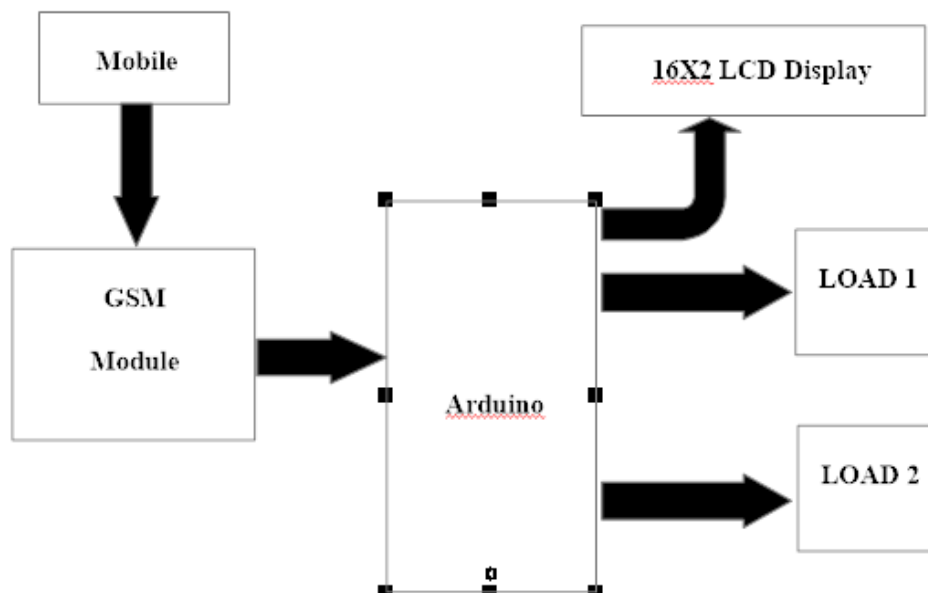 Mobile
16X2 LCD Display
GSM
Module
LOAD 1
Arduino
LOAD 2